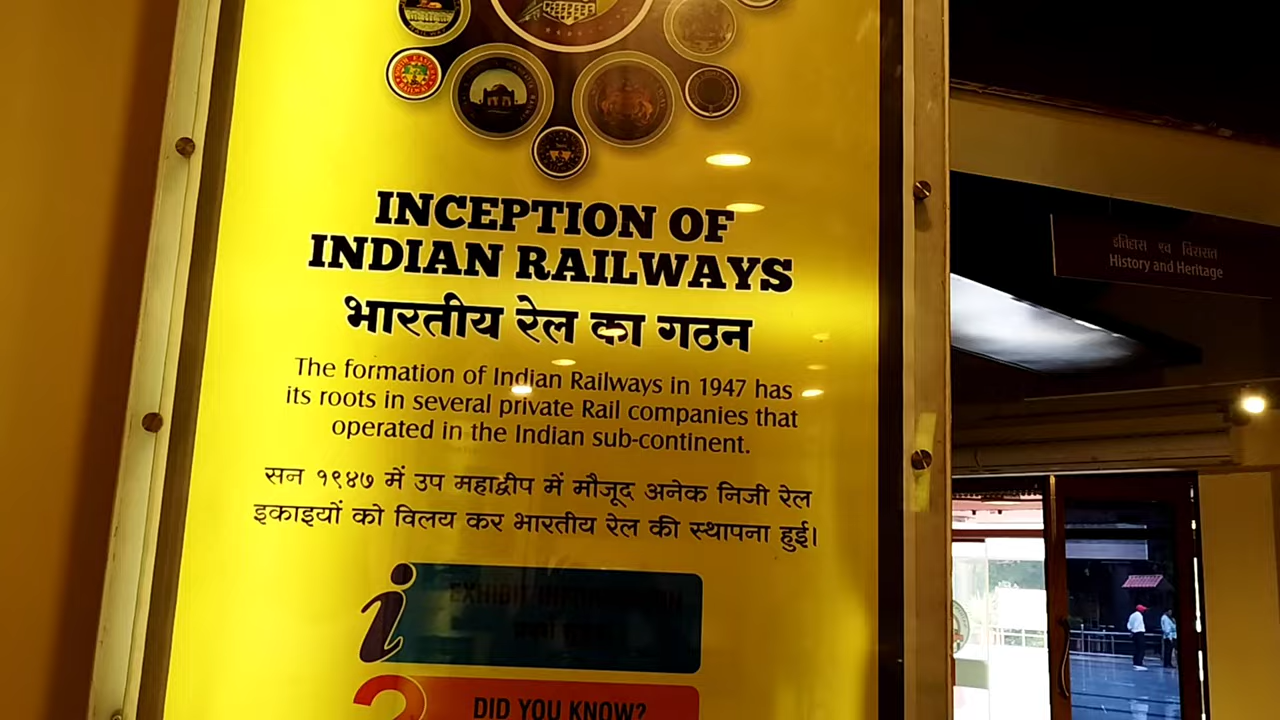 INCEPTION OF
INDIAN RAILWAYS
भारतीय रेल का गठन
The formation of Indian Railways in 1947 has
its roots in several private Rail companies that
operated in the Indian sub-continent.
सन १९४७ में उप महाद्वीप में मौजूद अनेक निजी रेल
इकाइयों को विलय कर भारतीय रेल की स्थापना हुई।
i
EXHIBIT
?
DID YOU KNOW?
इतिहास एव विरासत
History and Heritage